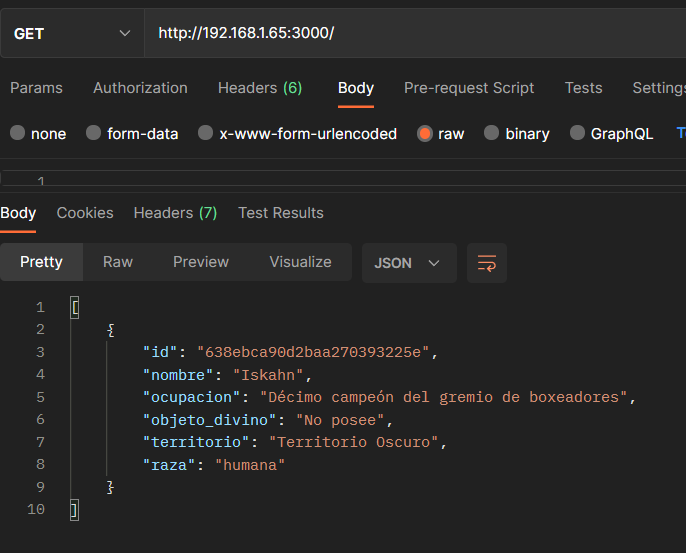 GET http://192.168.1.65:3000/
Params Authorization Headers (6) Body Pre-request Script Tests Settings
none form-data x-www-form-urlencoded raw binary GraphQL
1
Body Cookies Headers (7) Test Results
Pretty Raw Preview Visualize JSON
1 [
2 {
3 "id": "638ebca90d2baa270393225e",
4 "nombre": "Iskahn",
5 "ocupacion": "Décimo campeón del gremio de boxeadores",
6 "objeto_divino": "No posee",
7 "territorio": "Territorio Oscuro",
8 "raza": "humana"
9 }
10 ]